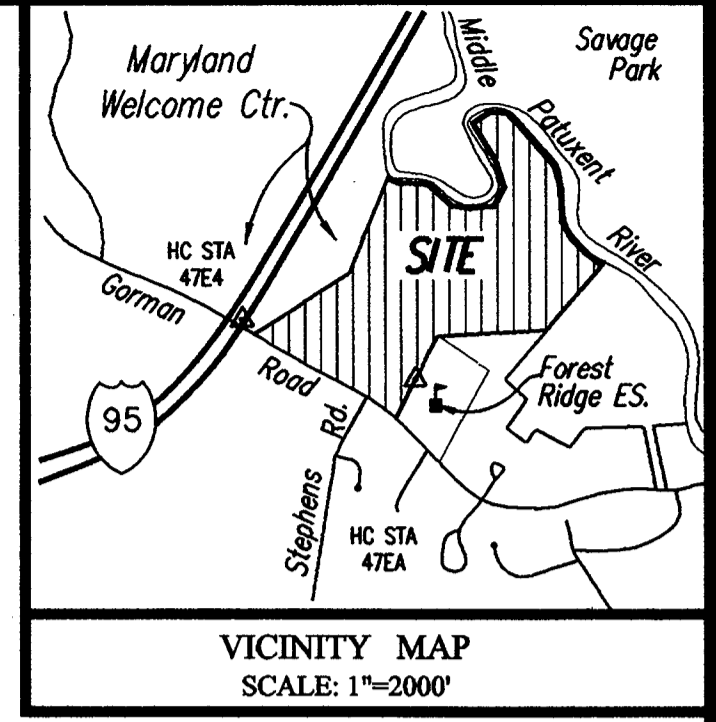 Maryland
Welcome Ctr.
Middle
Patuxent
River
Savage
Park
HC STA
47E4
SITE
Gorman
Road
95
Stephens
Rd.
Forest
Ridge ES.
HC STA
47EA
VICINITY MAP
SCALE: 1"=2000'